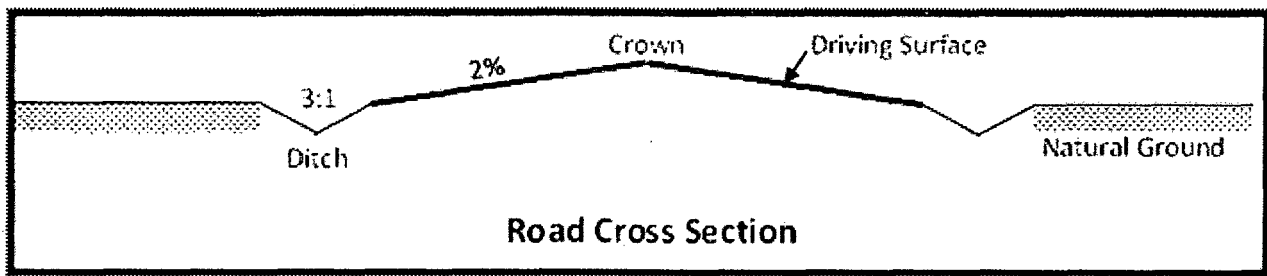 Crown
Driving Surface
2%
3:1
Ditch
Natural Ground
Road Cross Section